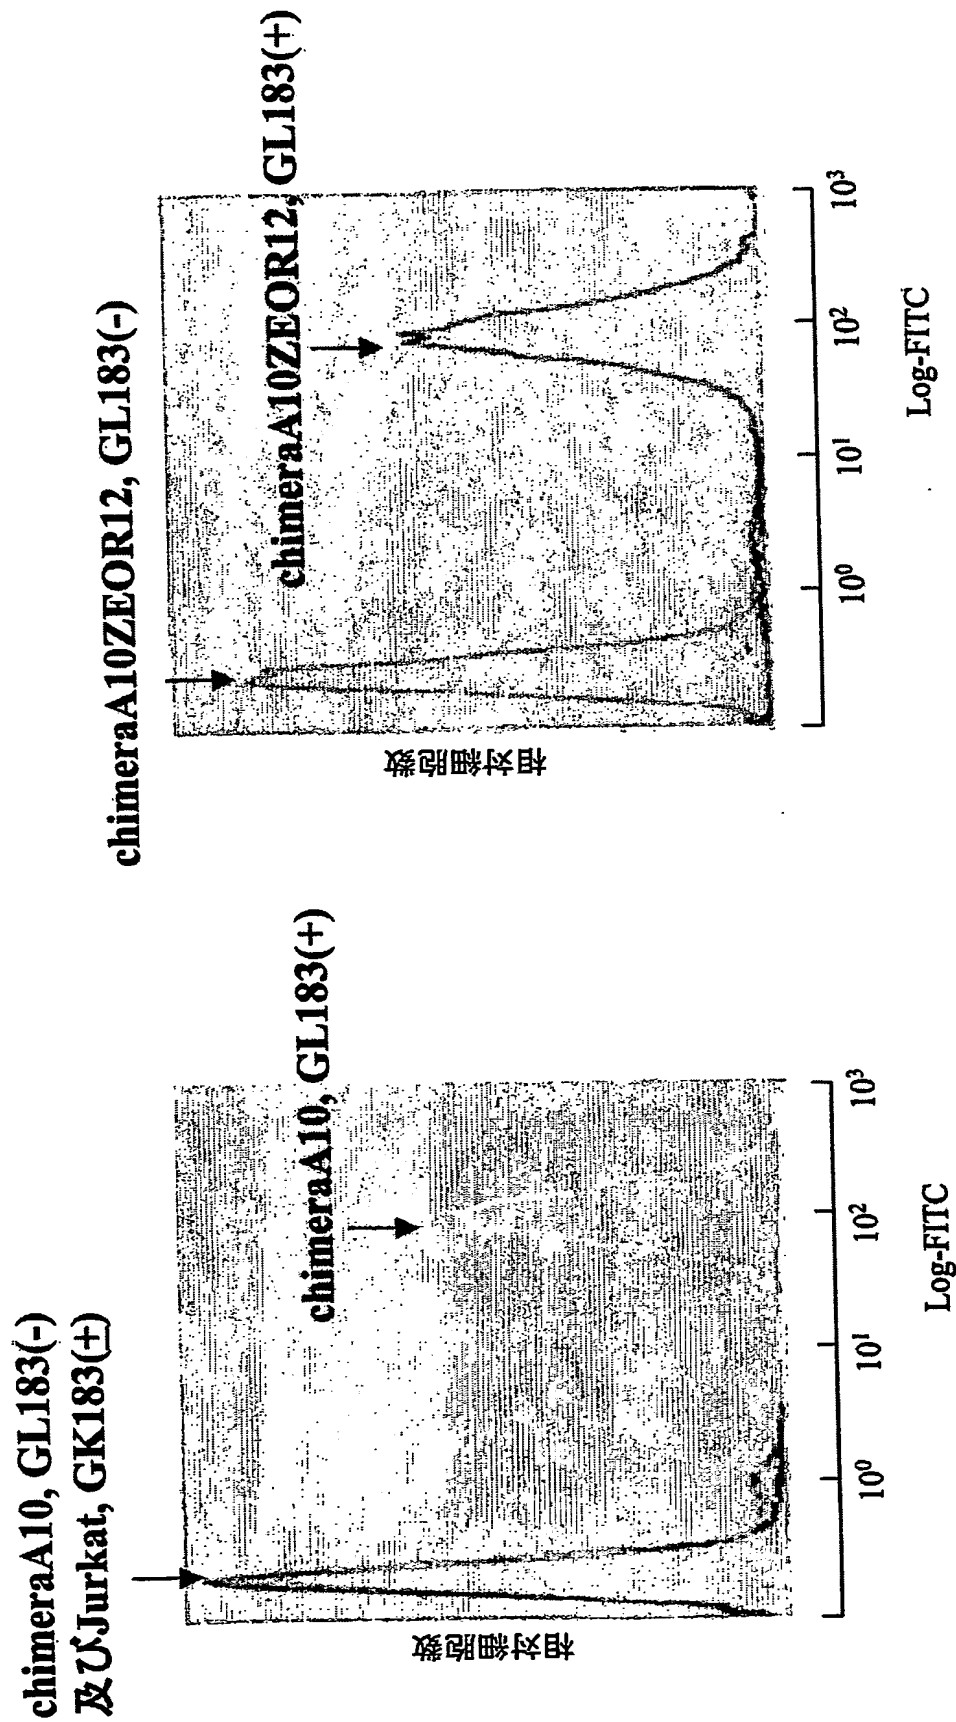 chimeraA10, GL183(-)
及びJurkat, GK183(±)
chimeraA10, GL183(+)
相対細胞数
10⁰
10¹
10²
10³
Log-FITC
chimeraA10ZEOR12, GL183(-)
chimeraA10ZEOR12, GL183(+)
相対細胞数
10⁰
10¹
10²
10³
Log-FITC